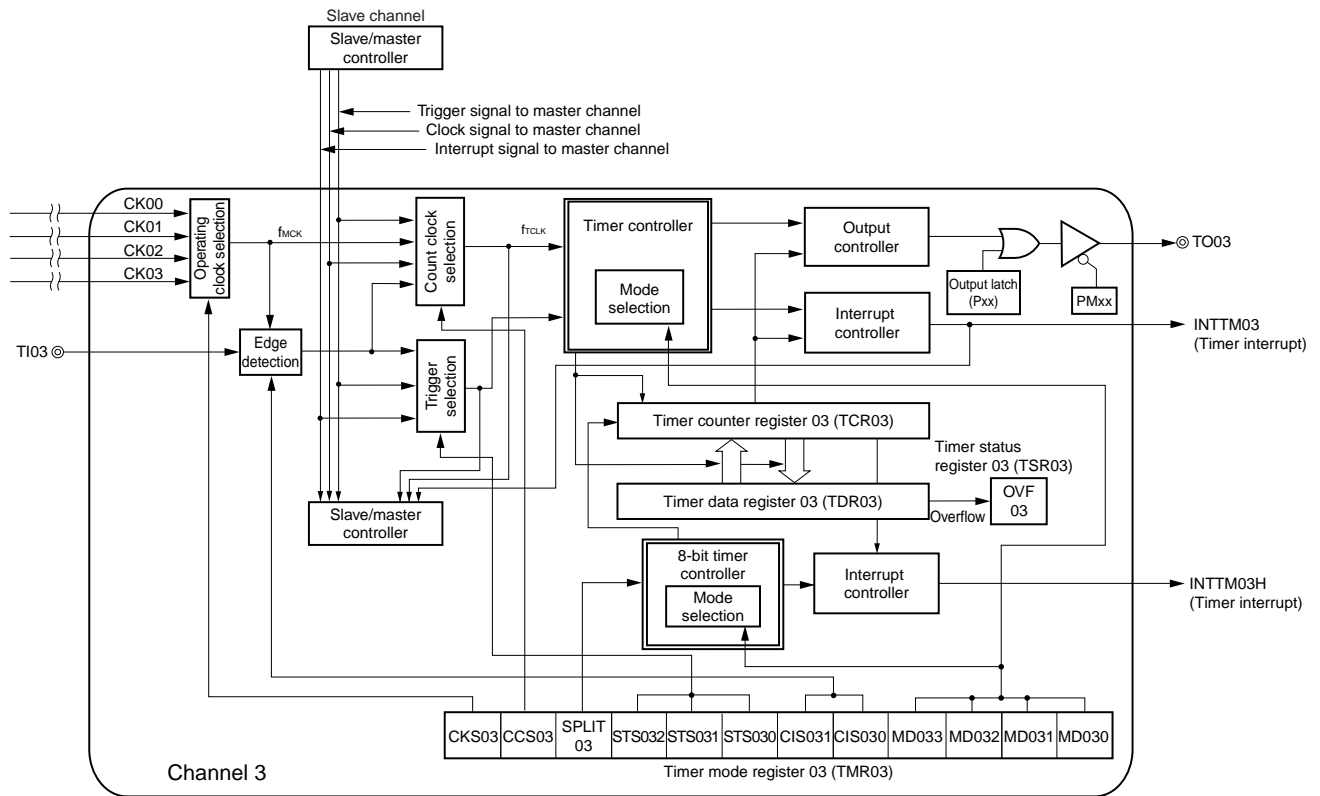 Slave channel
Slave/master
controller
Trigger signal to master channel
Clock signal to master channel
Interrupt signal to master channel
CK00
CK01
CK02
CK03
Operating
clock selection
fMCK
Count clock
selection
fTCLK
Timer controller
Mode
selection
Output
controller
Output latch
(Pxx)
PMxx
TO03
Interrupt
controller
INTTM03
(Timer interrupt)
TI03
Edge
detection
Trigger
selection
Timer counter register 03 (TCR03)
Timer status
register 03 (TSR03)
Slave/master
controller
Timer data register 03 (TDR03)
Overflow
OVF
03
8-bit timer
controller
Mode
selection
Interrupt
controller
INTTM03H
(Timer interrupt)
CKS03 CCS03 SPLIT
03 STS032 STS031 STS030 CIS031 CIS030 MD033 MD032 MD031 MD030
Channel 3
Timer mode register 03 (TMR03)